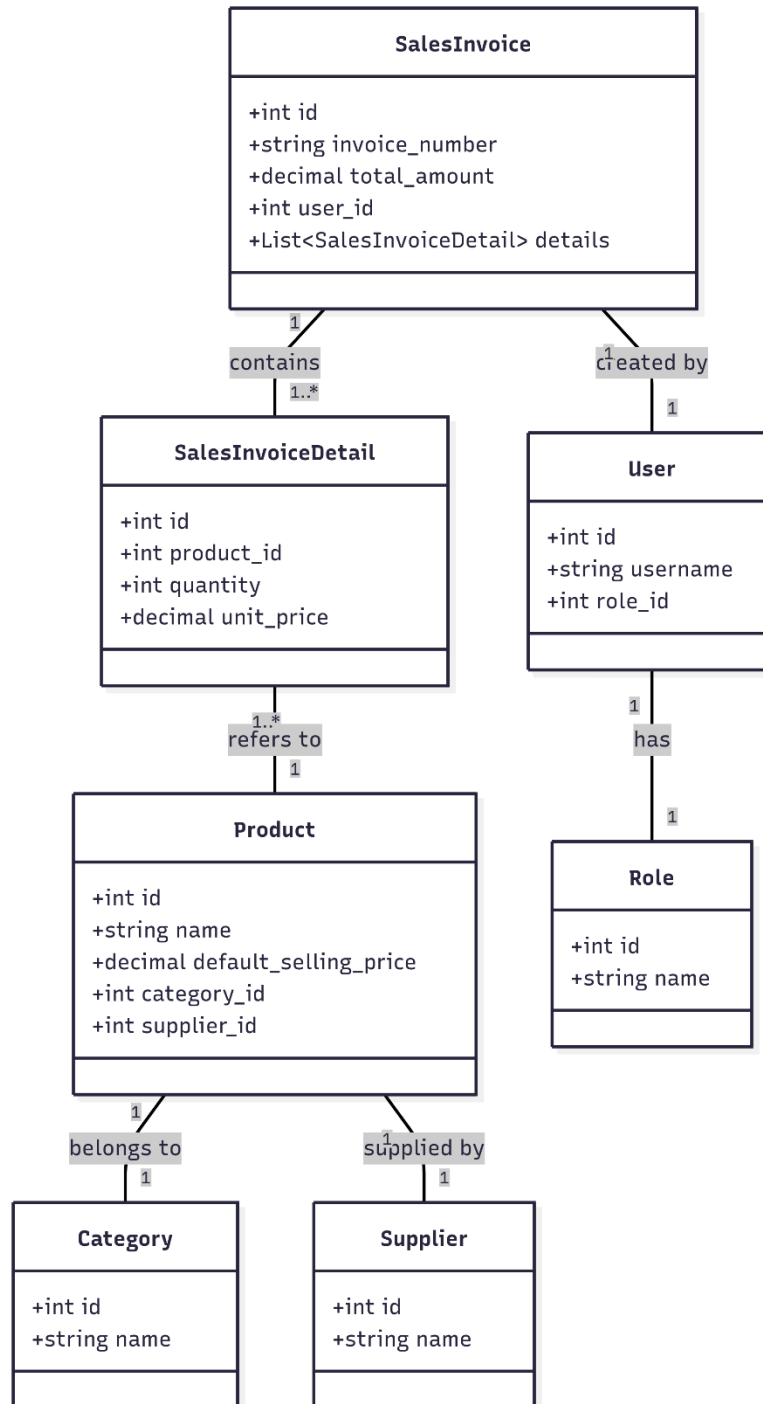 SalesInvoice
+int id
+string invoice_number
+decimal total_amount
+int user_id
+List<SalesInvoiceDetail> details
1
contains
1..*
1
created by
1
SalesInvoiceDetail
+int id
+int product_id
+int quantity
+decimal unit_price
User
+int id
+string username
+int role_id
1..*
refers to
1
1
has
1
Product
+int id
+string name
+decimal default_selling_price
+int category_id
+int supplier_id
Role
+int id
+string name
1
belongs to
1
1
supplied by
1
Category
+int id
+string name
Supplier
+int id
+string name